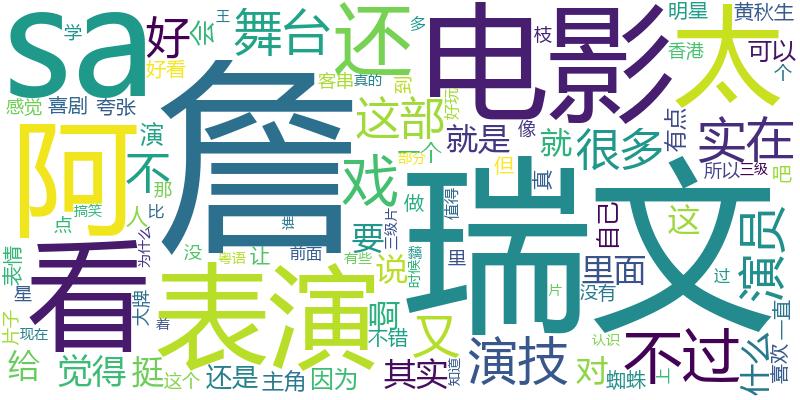 sa
好
会
王
学
舞台
还
多
电影
枝
太
明星
黄秋生
香港
可以
个
好看
客串
真的
到
好玩
感觉
喜剧
夸张
詹
这部
就是
像
就
很多
有点
实在
阿
演
不
戏
一个
部分
但
真
所以
三级
吧
那
瑞文
看
表演
人
点
搞笑
比
为什么
谁
做
值得
自己
这
演员
表情
没
粤语
让
前面
有些
要
三级片
说
时候
里
里面
没有
片
过
星
大牌
着
啊
不错
又
演技
不过
什么
一直
喜欢
片子
现在
给
觉得
挺
这个
还是
主角
因为
其实
知道
对
认识
蜘蛛
上